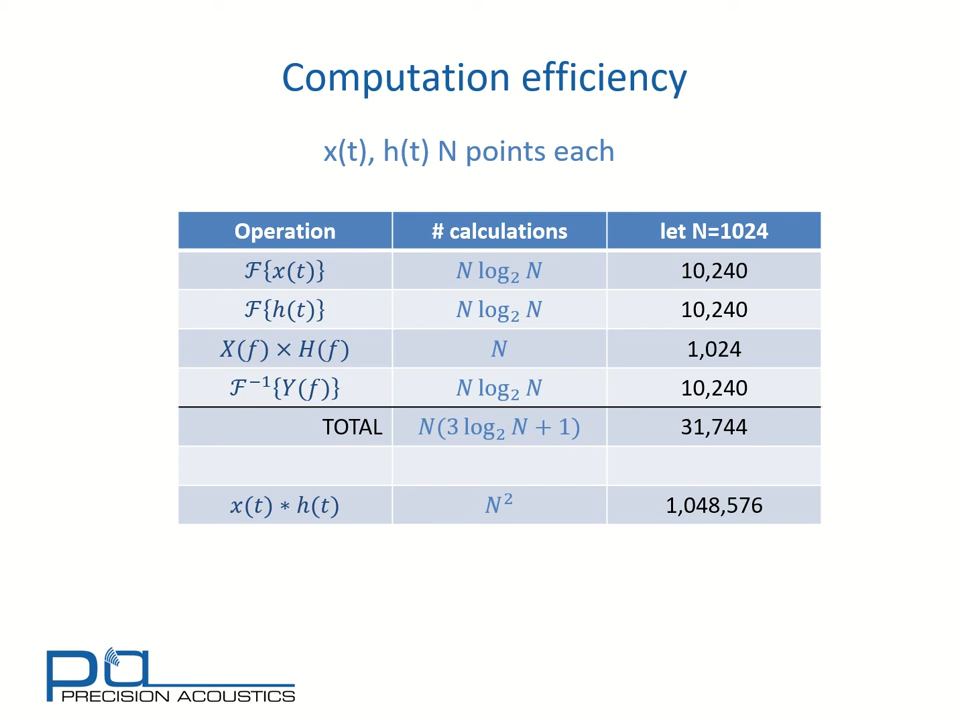 Computation efficiency
x(t), h(t) N points each
Operation # calculations let N=1024
ℱ{x(t)} N log₂ N 10,240
ℱ{h(t)} N log₂ N 10,240
X(f) × H(f) N 1,024
ℱ⁻¹{Y(f)} N log₂ N 10,240
TOTAL N(3 log₂ N + 1) 31,744
x(t) ∗ h(t) N² 1,048,576
pa
PRECISION ACOUSTICS